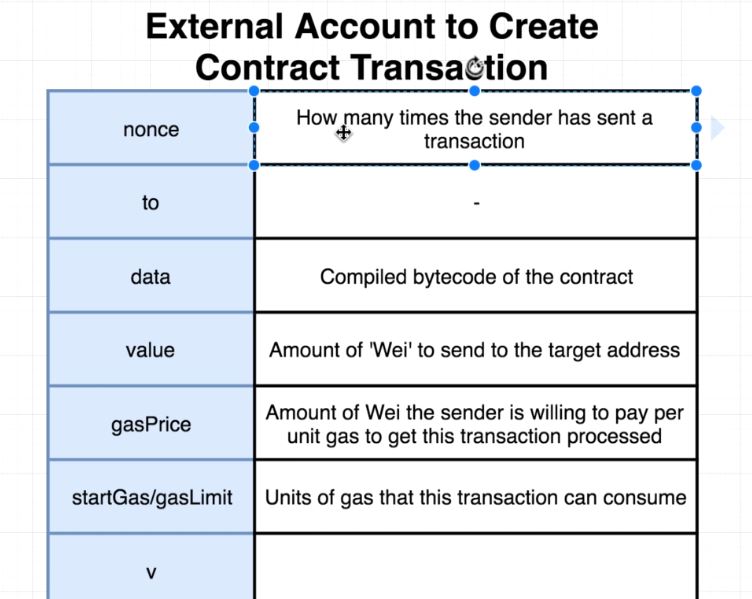 External Account to Create
Contract Transaction
nonce
How many times the sender has sent a
transaction
to
-
data
Compiled bytecode of the contract
value
Amount of 'Wei' to send to the target address
gasPrice
Amount of Wei the sender is willing to pay per
unit gas to get this transaction processed
startGas/gasLimit
Units of gas that this transaction can consume
v